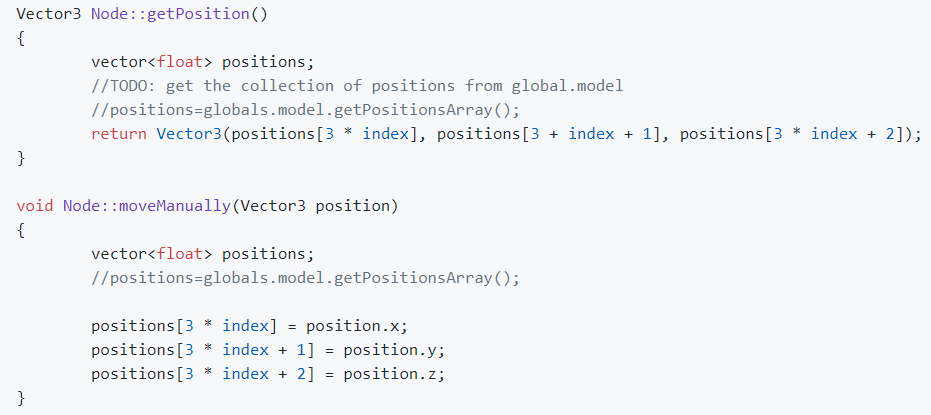 Vector3 Node::getPosition()
{
vector<float> positions;
//TODO: get the collection of positions from global.model
//positions=globals.model.getPositionsArray();
return Vector3(positions[3 * index], positions[3 + index + 1], positions[3 * index + 2]);
}
void Node::moveManually(Vector3 position)
{
vector<float> positions;
//positions=globals.model.getPositionsArray();
positions[3 * index] = position.x;
positions[3 * index + 1] = position.y;
positions[3 * index + 2] = position.z;
}